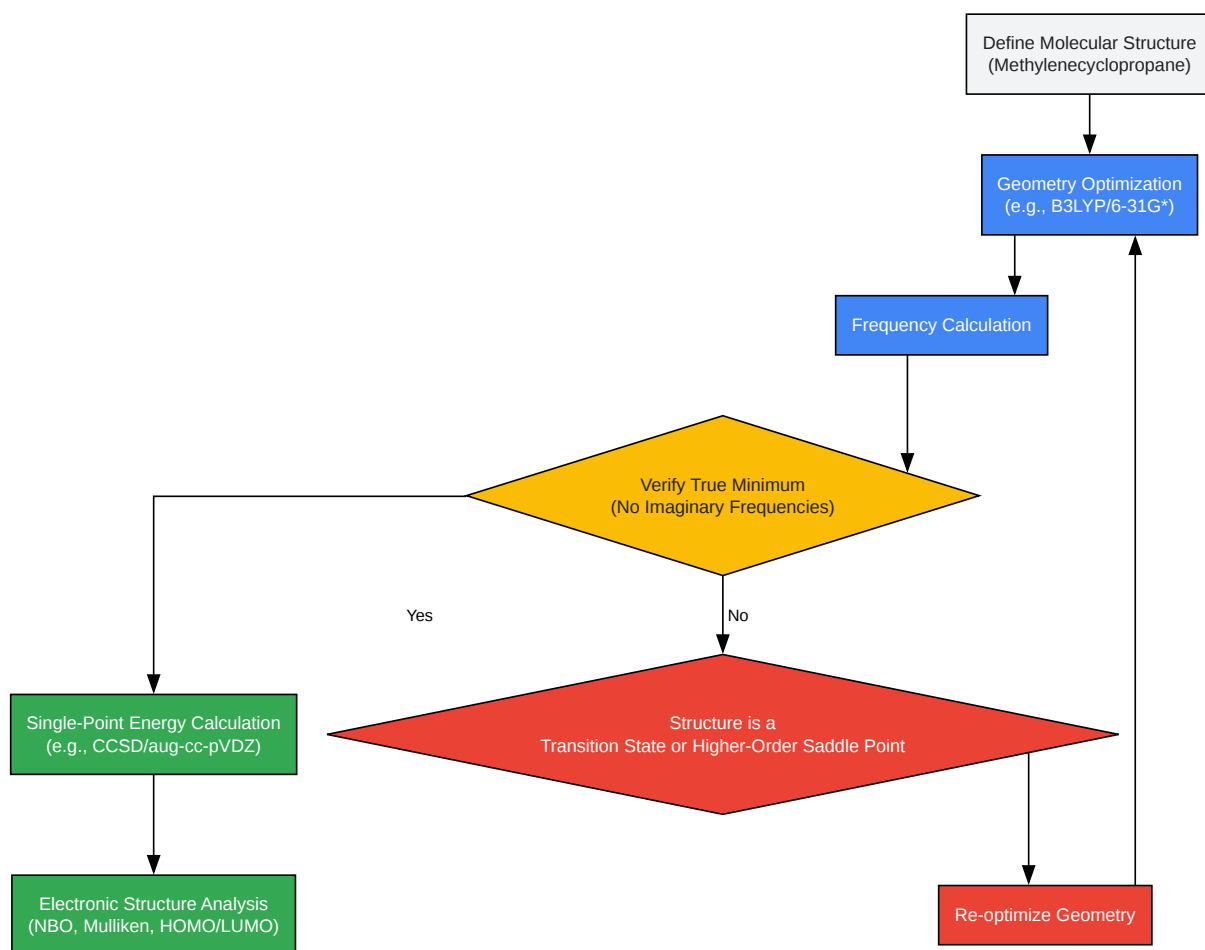 Define Molecular Structure
(Methylenecyclopropane)
Geometry Optimization
(e.g., B3LYP/6-31G*)
Frequency Calculation
Verify True Minimum
(No Imaginary Frequencies)
Yes
No
Single-Point Energy Calculation
(e.g., CCSD/aug-cc-pVDZ)
Structure is a
Transition State or Higher-Order Saddle Point
Electronic Structure Analysis
(NBO, Mulliken, HOMO/LUMO)
Re-optimize Geometry